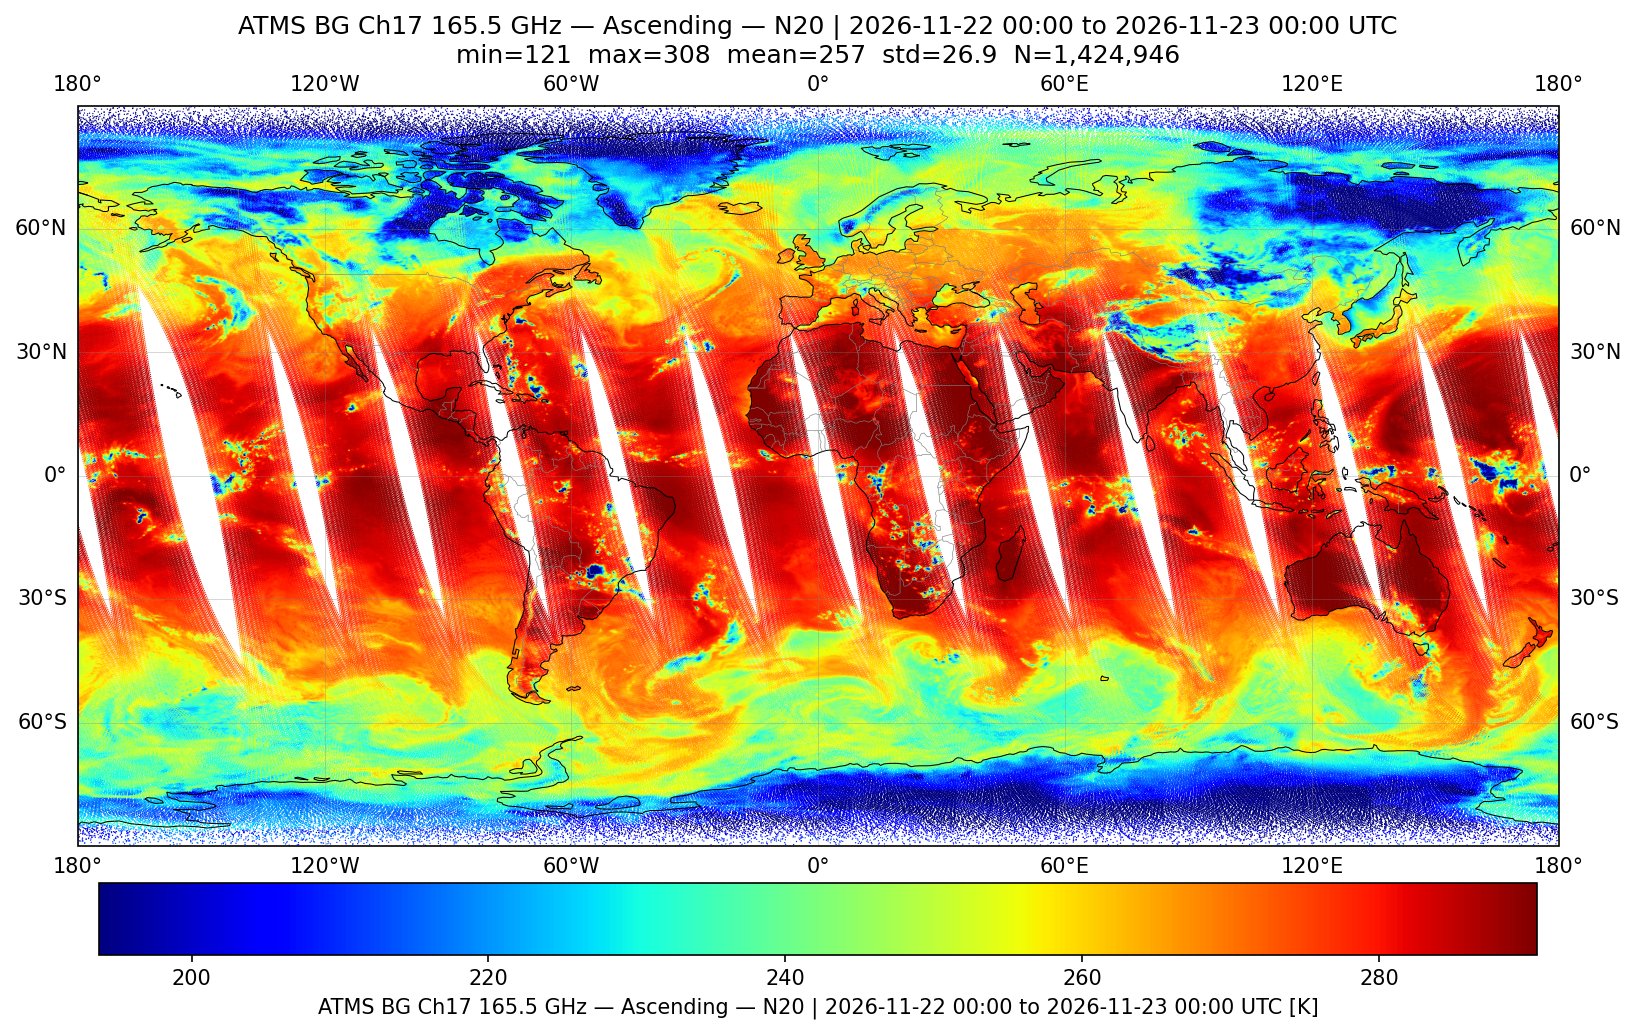 ATMS BG Ch17 165.5 GHz — Ascending — N20 | 2026-11-22 00:00 to 2026-11-23 00:00 UTC
min=121 max=308 mean=257 std=26.9 N=1,424,946
180° 120°W 60°W 0° 60°E 120°E 180°
60°N 60°N
30°N 30°N
0° 0°
30°S 30°S
60°S 60°S
180° 120°W 60°W 0° 60°E 120°E 180°
200 220 240 260 280
ATMS BG Ch17 165.5 GHz — Ascending — N20 | 2026-11-22 00:00 to 2026-11-23 00:00 UTC [K]